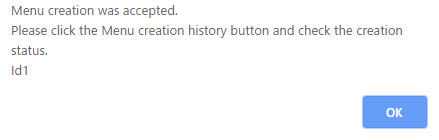 Menu creation was accepted.
Please click the Menu creation history button and check the creation
status.
Id1
OK